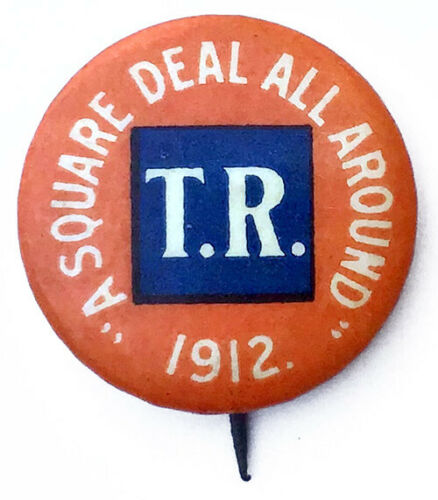 "A SQUARE DEAL ALL AROUND"
T.R.
1912.